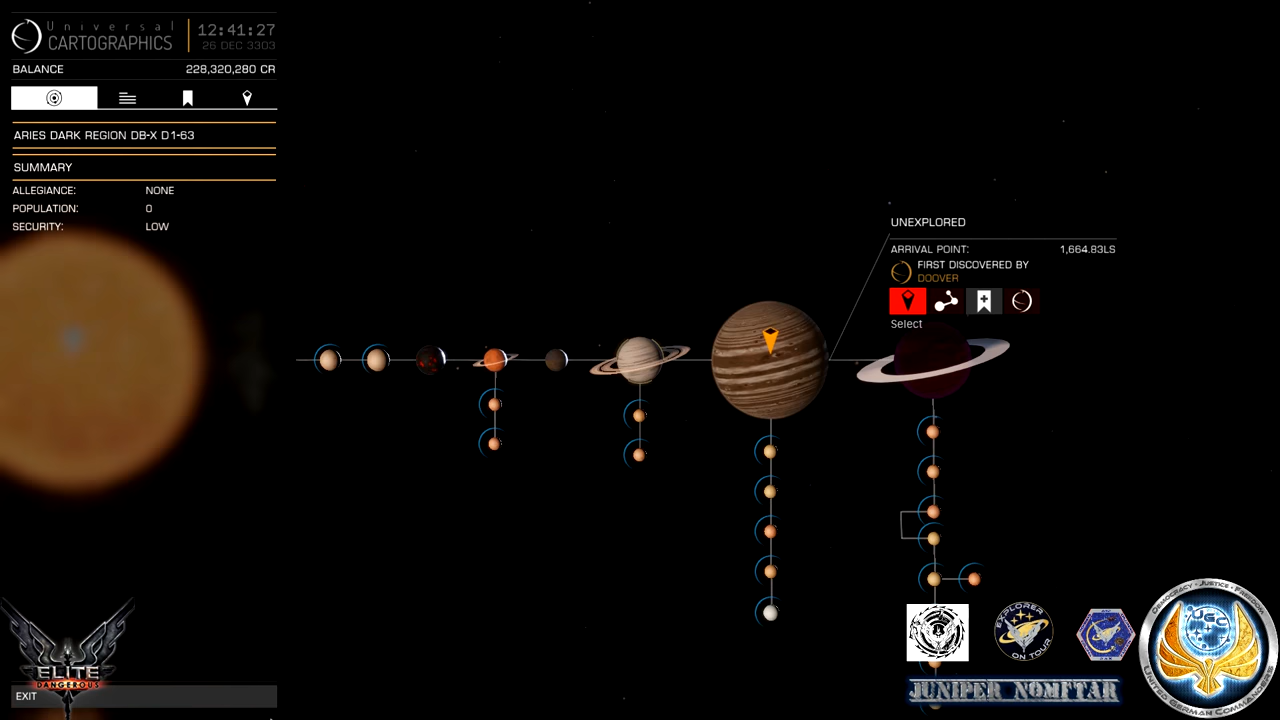 Universal
CARTOGRAPHICS
12:41:27
26 DEC 3303
BALANCE 228,320,280 CR
ARIES DARK REGION DB-X D1-63
SUMMARY
ALLEGIANCE: NONE
POPULATION: 0
SECURITY: LOW
UNEXPLORED
ARRIVAL POINT: 1,664.83LS
FIRST DISCOVERED BY
DOOVER
Select
ELITE
DANGEROUS
EXIT
EXPLORER
ON TOUR
DEMOCRACY - JUSTICE - FREEDOM
UGC
UNITED GERMAN COMMANDERS
JUNIPER NOMFTAR